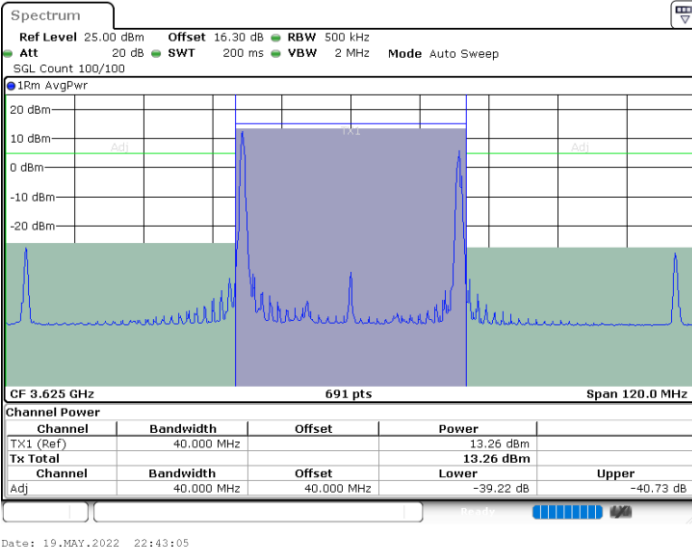 Spectrum
Ref Level 25.00 dBm Offset 16.30 dB RBW 500 kHz
Att 20 dB SWT 200 ms VBW 2 MHz Mode Auto Sweep
SGL Count 100/100
1Rm AvgPwr
20 dBm
TX1
10 dBm
Adj Adj
0 dBm
-10 dBm
-20 dBm
CF 3.625 GHz 691 pts Span 120.0 MHz
Channel Power
Channel Bandwidth Offset Power
TX1 (Ref) 40.000 MHz 13.26 dBm
Tx Total 13.26 dBm
Channel Bandwidth Offset Lower Upper
Adj 40.000 MHz 40.000 MHz -39.22 dB -40.73 dB
Ready
Date: 19.MAY.2022 22:43:05